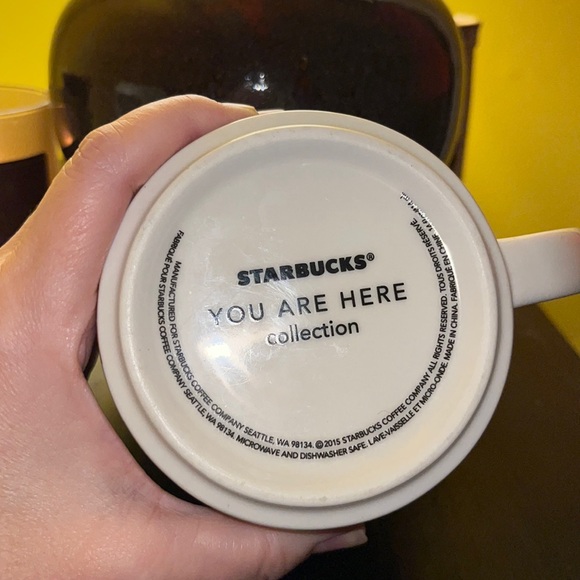 STARBUCKS®
YOU ARE HERE
collection
MANUFACTURED FOR STARBUCKS COFFEE COMPANY SEATTLE, WA 98134. ©2015 STARBUCKS COFFEE COMPANY ALL RIGHTS RESERVED. TOUS DROITS RÉSERVÉ.
FABRIQUÉ POUR STARBUCKS COFFEE COMPANY SEATTLE, WA 98134. MICROWAVE AND DISHWASHER SAFE. LAVE-VAISSELLE ET MICRO-ONDE. MADE IN CHINA. FABRIQUÉ EN CHINE.